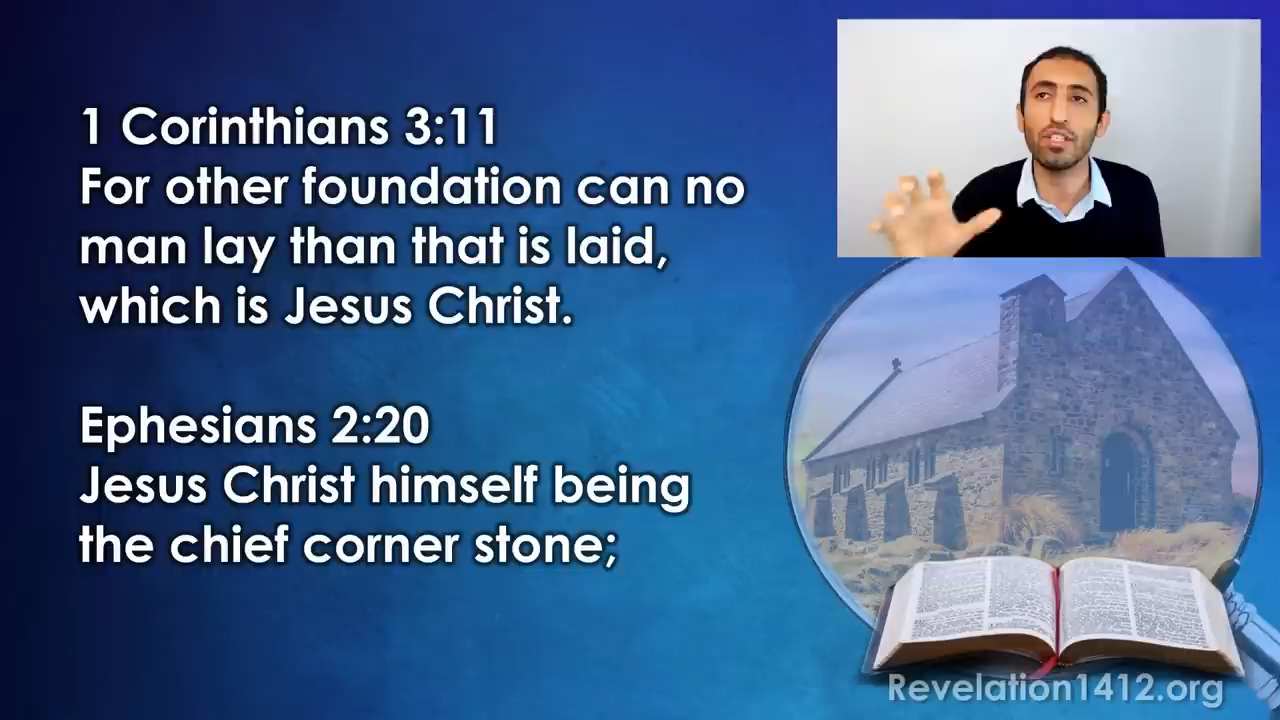 1 Corinthians 3:11
For other foundation can no
man lay than that is laid,
which is Jesus Christ.
Ephesians 2:20
Jesus Christ himself being
the chief corner stone;
Revelation1412.org